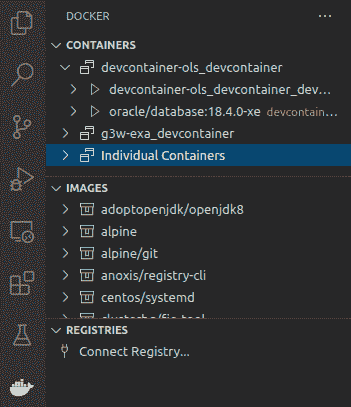 DOCKER
CONTAINERS
devcontainer-ols_devcontainer
devcontainer-ols_devcontainer_dev...
oracle/database:18.4.0-xe devcontain...
g3w-exa_devcontainer
Individual Containers
IMAGES
adoptopenjdk/openjdk8
alpine
alpine/git
anoxis/registry-cli
centos/systemd
REGISTRIES
Connect Registry...